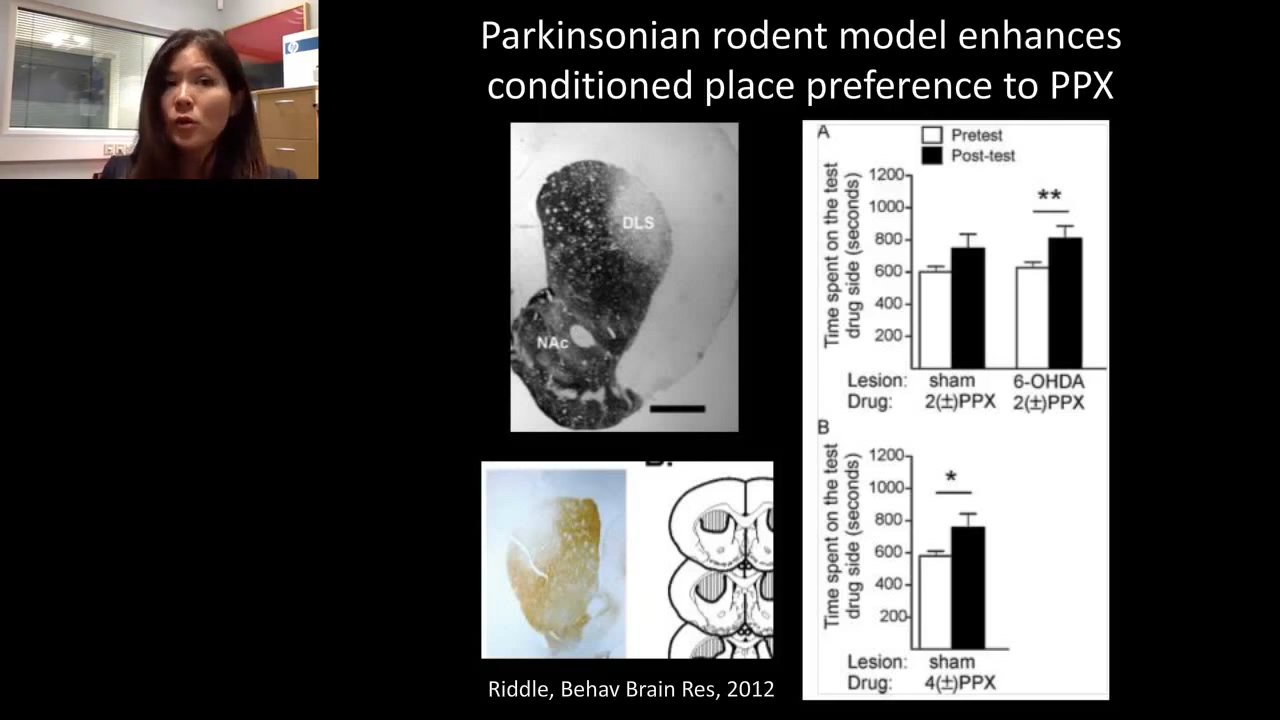 Parkinsonian rodent model enhances
conditioned place preference to PPX
hp
DLS
NAc
Riddle, Behav Brain Res, 2012
A
Pretest
Post-test
Time spent on the test
drug side (seconds)
1200
1000
800
600
400
200
**
Lesion: sham 6-OHDA
Drug: 2(±)PPX 2(±)PPX
B
Time spent on the test
drug side (seconds)
1200
1000
800
600
400
200
*
Lesion: sham
Drug: 4(±)PPX